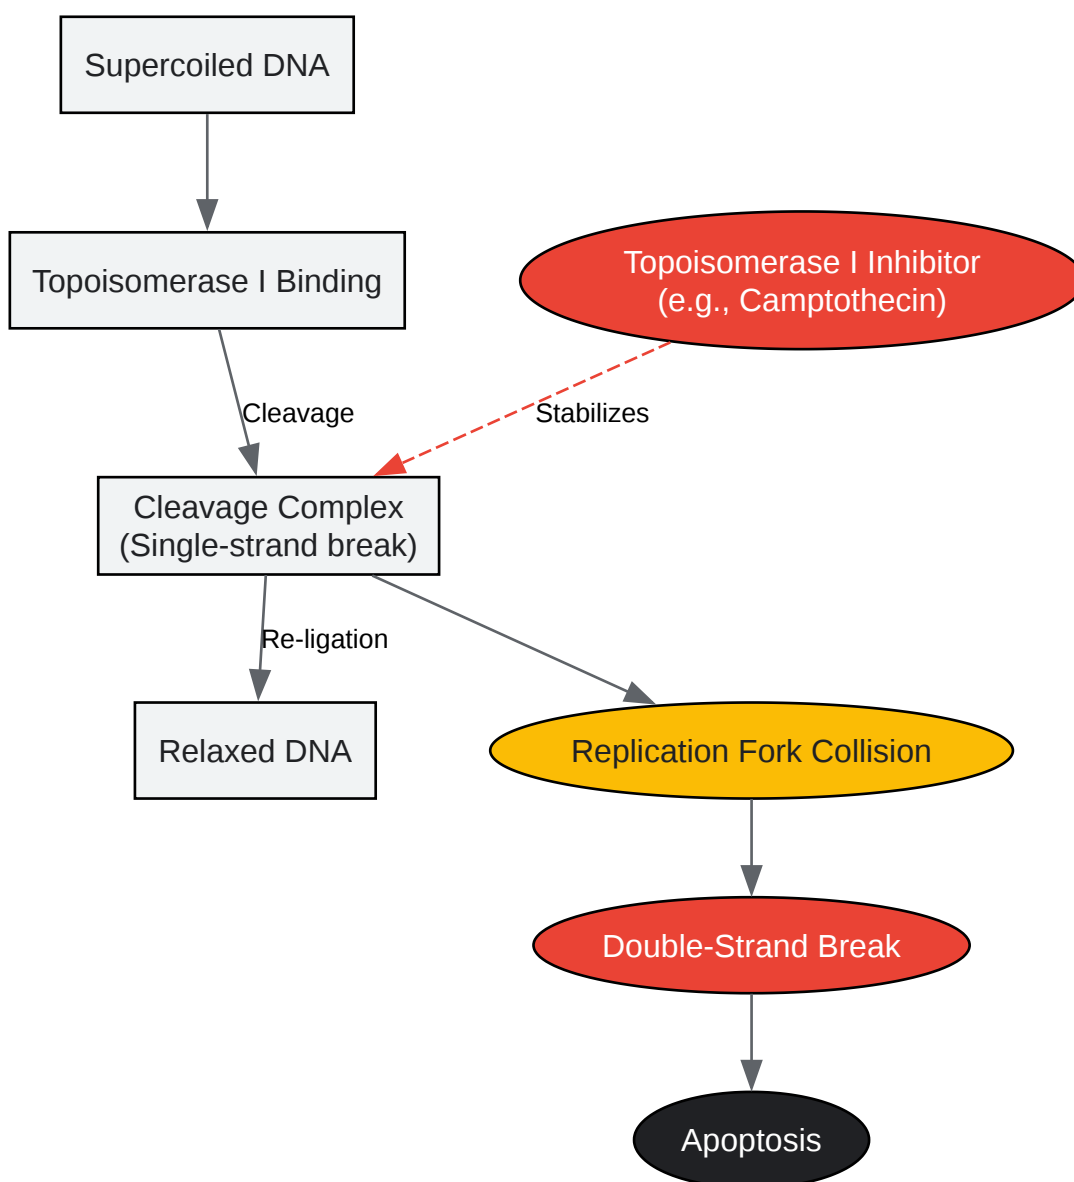 Supercoiled DNA
Topoisomerase I Binding
Topoisomerase I Inhibitor
(e.g., Camptothecin)
Cleavage
Stabilizes
Cleavage Complex
(Single-strand break)
Re-ligation
Relaxed DNA
Replication Fork Collision
Double-Strand Break
Apoptosis